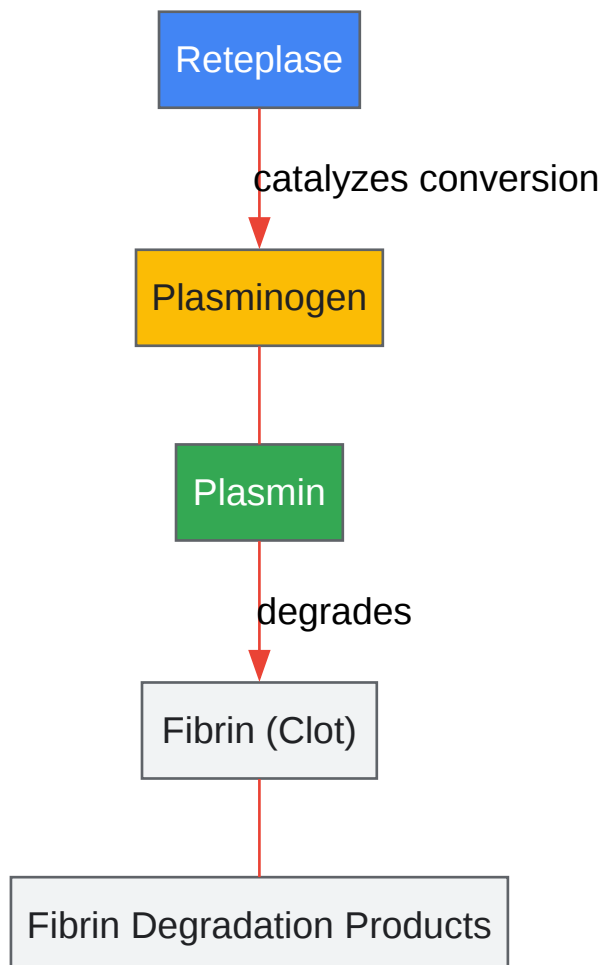 Reteplase
catalyzes conversion
Plasminogen
Plasmin
degrades
Fibrin (Clot)
Fibrin Degradation Products